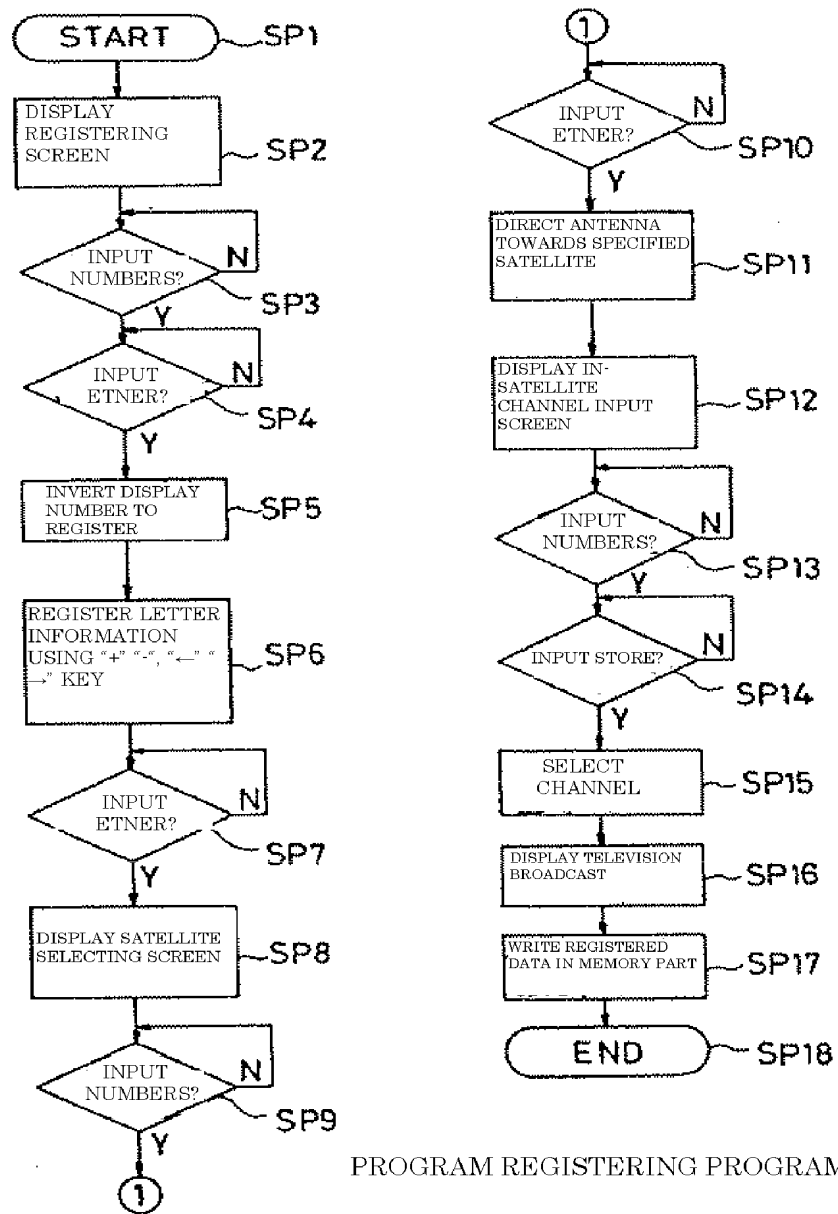 START
SP1
DISPLAY
REGISTERING
SCREEN
SP2
INPUT
NUMBERS?
N
SP3
Y
INPUT
ETNER?
N
SP4
Y
INVERT DISPLAY
NUMBER TO
REGISTER
SP5
REGISTER LETTER
INFORMATION
USING “+” “-“, “←” “
→” KEY
SP6
INPUT
ETNER?
N
SP7
Y
DISPLAY SATELLITE
SELECTING SCREEN
SP8
INPUT
NUMBERS?
N
SP9
Y
1
1
INPUT
ETNER?
N
SP10
Y
DIRECT ANTENNA
TOWARDS SPECIFIED
SATELLITE
SP11
DISPLAY IN-
SATELLITE
CHANNEL INPUT
SCREEN
SP12
INPUT
NUMBERS?
N
SP13
Y
INPUT STORE?
N
SP14
Y
SELECT
CHANNEL
SP15
DISPLAY TELEVISION
BROADCAST
SP16
WRITE REGISTERED
DATA IN MEMORY PART
SP17
END
SP18
PROGRAM REGISTERING PROGRAM